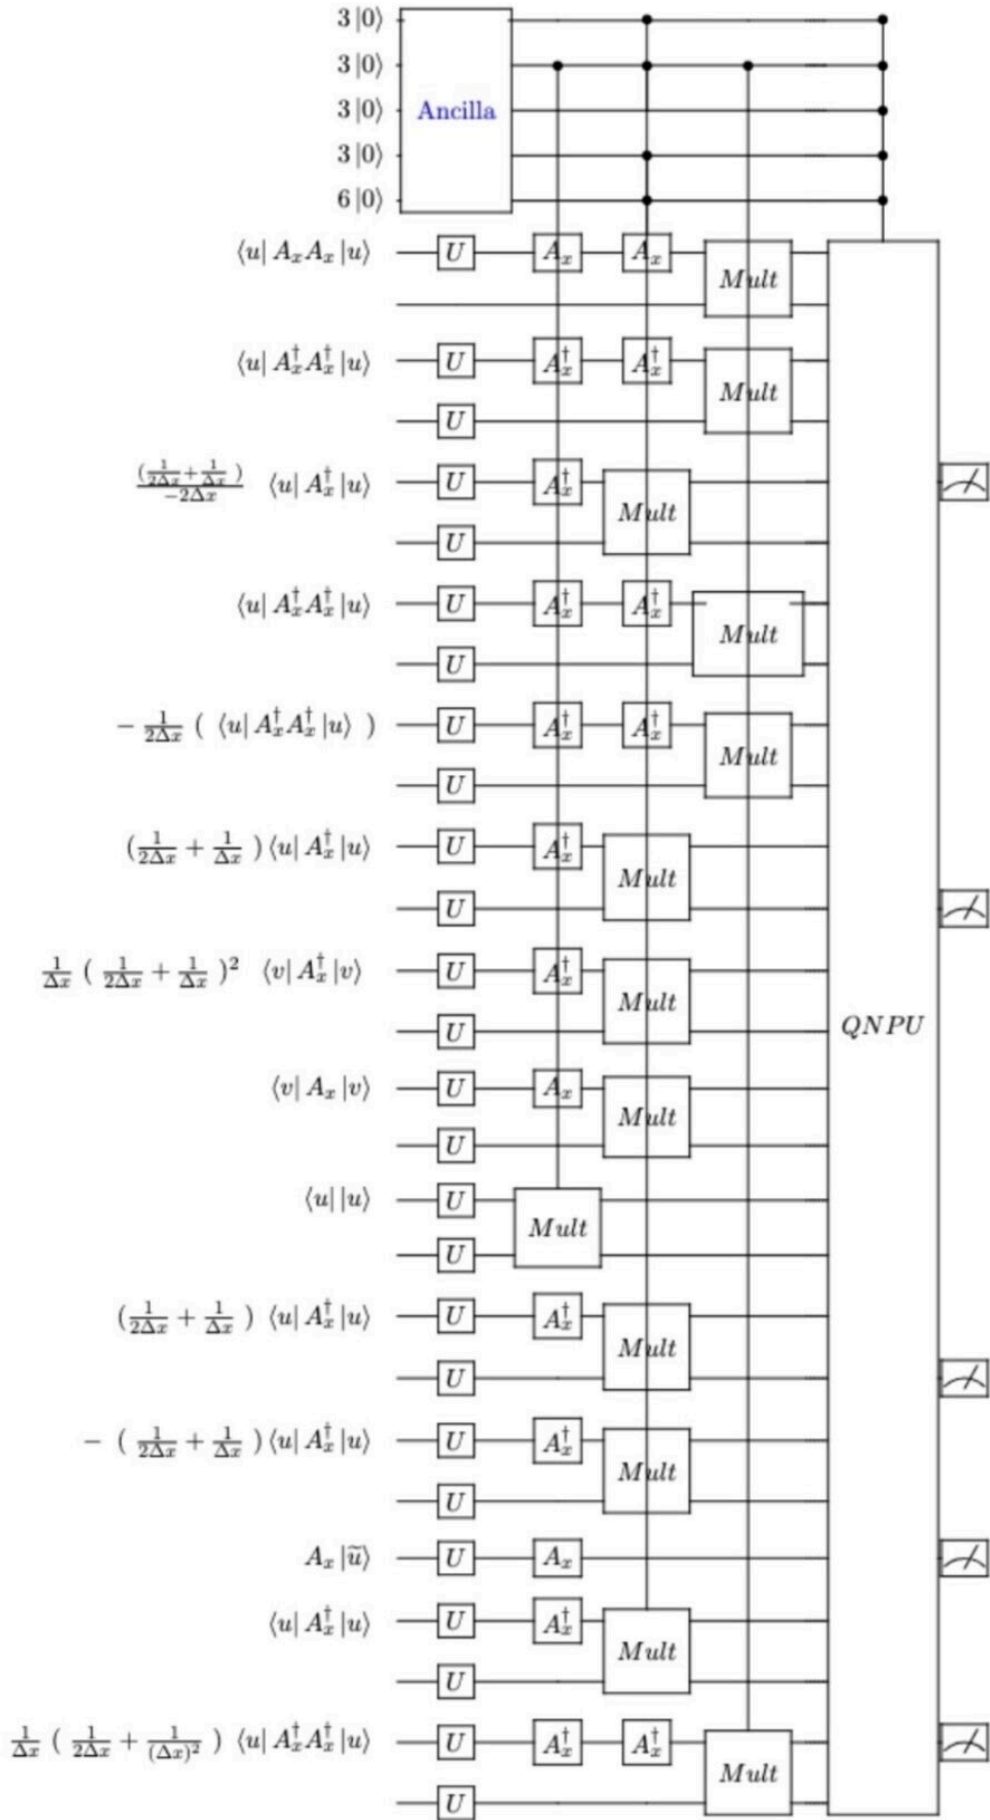 3 |0⟩
3 |0⟩
3 |0⟩ Ancilla
3 |0⟩
6 |0⟩
⟨u| A_x A_x |u⟩ U A_x A_x
Mult
⟨u| A_x^† A_x^† |u⟩ U A_x^† A_x^†
Mult
U
(1/2Δx + 1/Δx)/−2Δx ⟨u| A_x^† |u⟩ U A_x^†
Mult
U
⟨u| A_x^† A_x^† |u⟩ U A_x^† A_x^†
Mult
U
− 1/2Δx ( ⟨u| A_x^† A_x^† |u⟩ ) U A_x^† A_x^†
Mult
U
(1/2Δx + 1/Δx) ⟨u| A_x^† |u⟩ U A_x^†
Mult
U
1/Δx ( 1/2Δx + 1/Δx )² ⟨v| A_x^† |v⟩ U A_x^†
Mult
QNPU
U
⟨v| A_x |v⟩ U A_x
Mult
U
⟨u| |u⟩ U
Mult
U
(1/2Δx + 1/Δx) ⟨u| A_x^† |u⟩ U A_x^†
Mult
U
− ( 1/2Δx + 1/Δx ) ⟨u| A_x^† |u⟩ U A_x^†
Mult
U
A_x |ũ⟩ U A_x
⟨u| A_x^† |u⟩ U A_x^†
Mult
U
1/Δx ( 1/2Δx + 1/(Δx)² ) ⟨u| A_x^† A_x^† |u⟩ U A_x^† A_x^†
Mult
U